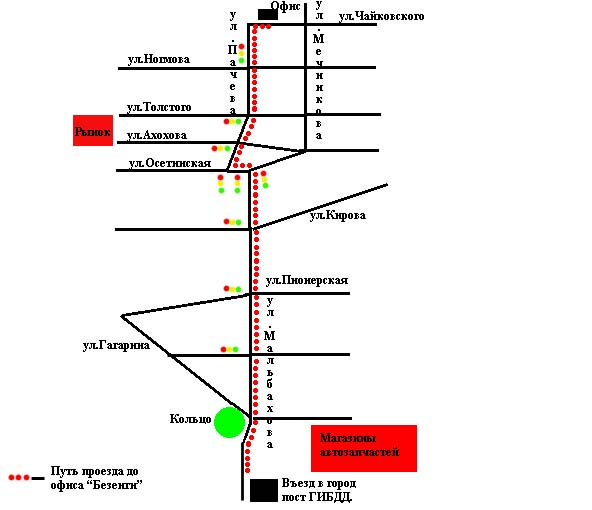 Офис
ул.Чайковского
ул.Пачева
ул.Мечникова
ул.Ногмова
ул.Толстого
Рынок
ул.Ахохова
ул.Осетинская
ул.Кирова
ул.Пионерская
ул.Мальбахова
ул.Гагарина
Кольцо
Магазины
автозапчастей
Путь проезда до
офиса “Безенги”
Въезд в город
пост ГИБДД.